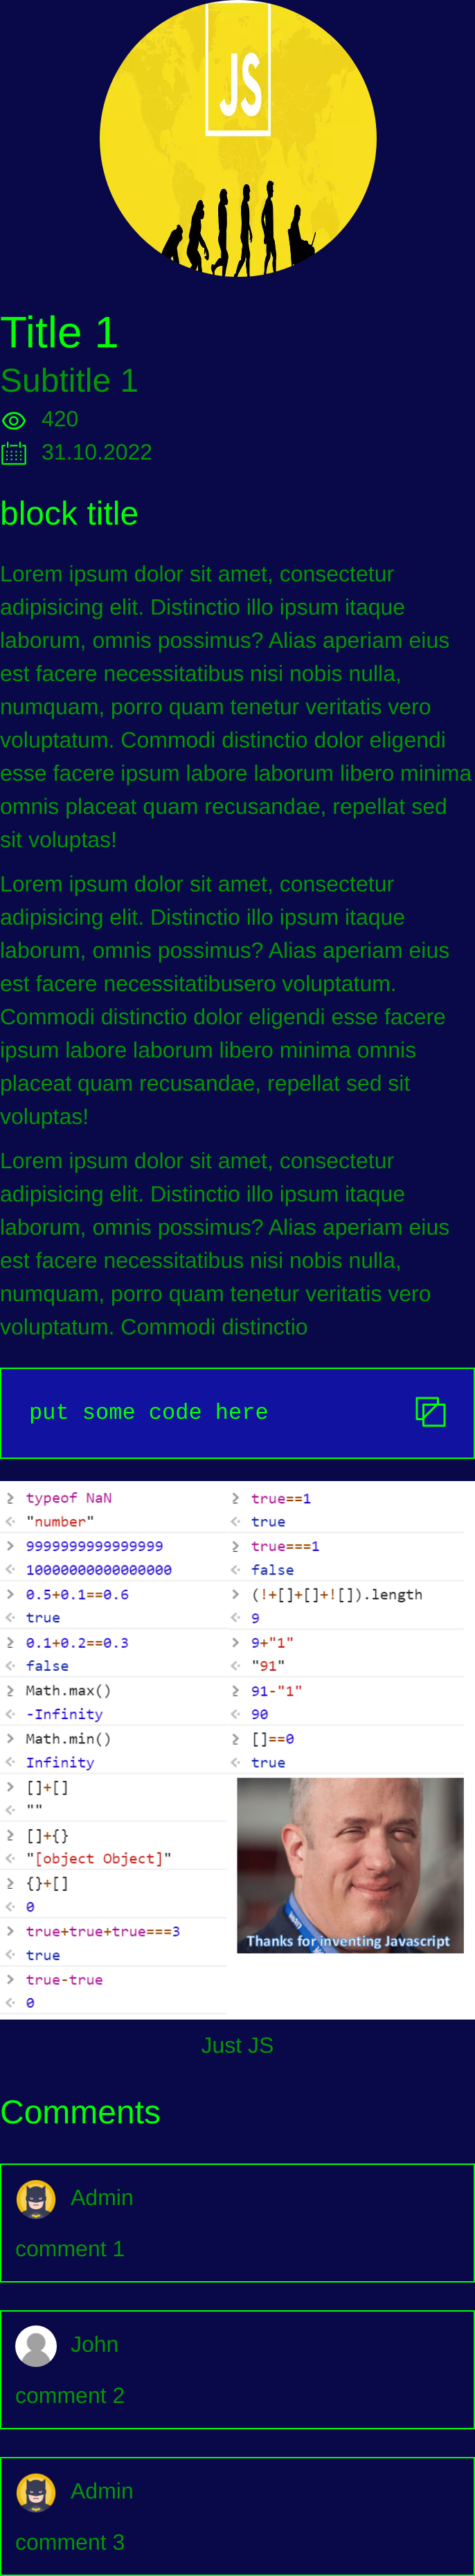 JS
Title 1
Subtitle 1
420
31.10.2022
block title
Lorem ipsum dolor sit amet, consectetur
adipisicing elit. Distinctio illo ipsum itaque
laborum, omnis possimus? Alias aperiam eius
est facere necessitatibus nisi nobis nulla,
numquam, porro quam tenetur veritatis vero
voluptatum. Commodi distinctio dolor eligendi
esse facere ipsum labore laborum libero minima
omnis placeat quam recusandae, repellat sed
sit voluptas!
Lorem ipsum dolor sit amet, consectetur
adipisicing elit. Distinctio illo ipsum itaque
laborum, omnis possimus? Alias aperiam eius
est facere necessitatibusero voluptatum.
Commodi distinctio dolor eligendi esse facere
ipsum labore laborum libero minima omnis
placeat quam recusandae, repellat sed sit
voluptas!
Lorem ipsum dolor sit amet, consectetur
adipisicing elit. Distinctio illo ipsum itaque
laborum, omnis possimus? Alias aperiam eius
est facere necessitatibus nisi nobis nulla,
numquam, porro quam tenetur veritatis vero
voluptatum. Commodi distinctio
put some code here
> typeof NaN
< "number"
> 9999999999999999
< 10000000000000000
> 0.5+0.1==0.6
< true
> 0.1+0.2==0.3
< false
> Math.max()
< -Infinity
> Math.min()
< Infinity
> []+[]
< ""
> []+{}
< "[object Object]"
> {}+[]
< 0
> true+true+true===3
< true
> true-true
< 0
> true==1
< true
> true===1
< false
> (!+[]+[]+![]).length
< 9
> 9+"1"
< "91"
> 91-"1"
< 90
> []==0
< true
Thanks for inventing Javascript
Just JS
Comments
Admin
comment 1
John
comment 2
Admin
comment 3